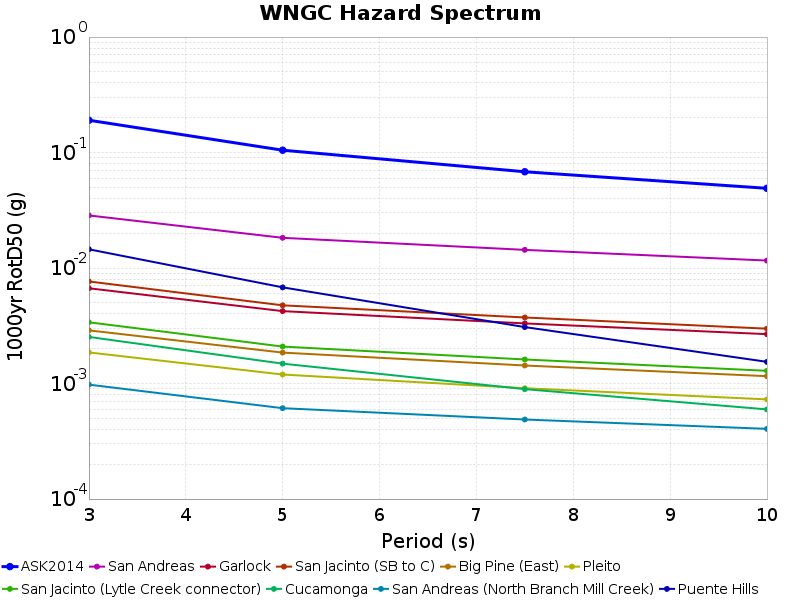 WNGC Hazard Spectrum
10^0
10^-1
10^-2
10^-3
10^-4
1000yr RotD50 (g)
3 4 5 6 7 8 9 10
Period (s)
ASK2014 San Andreas Garlock San Jacinto (SB to C) Big Pine (East) Pleito
San Jacinto (Lytle Creek connector) Cucamonga San Andreas (North Branch Mill Creek) Puente Hills